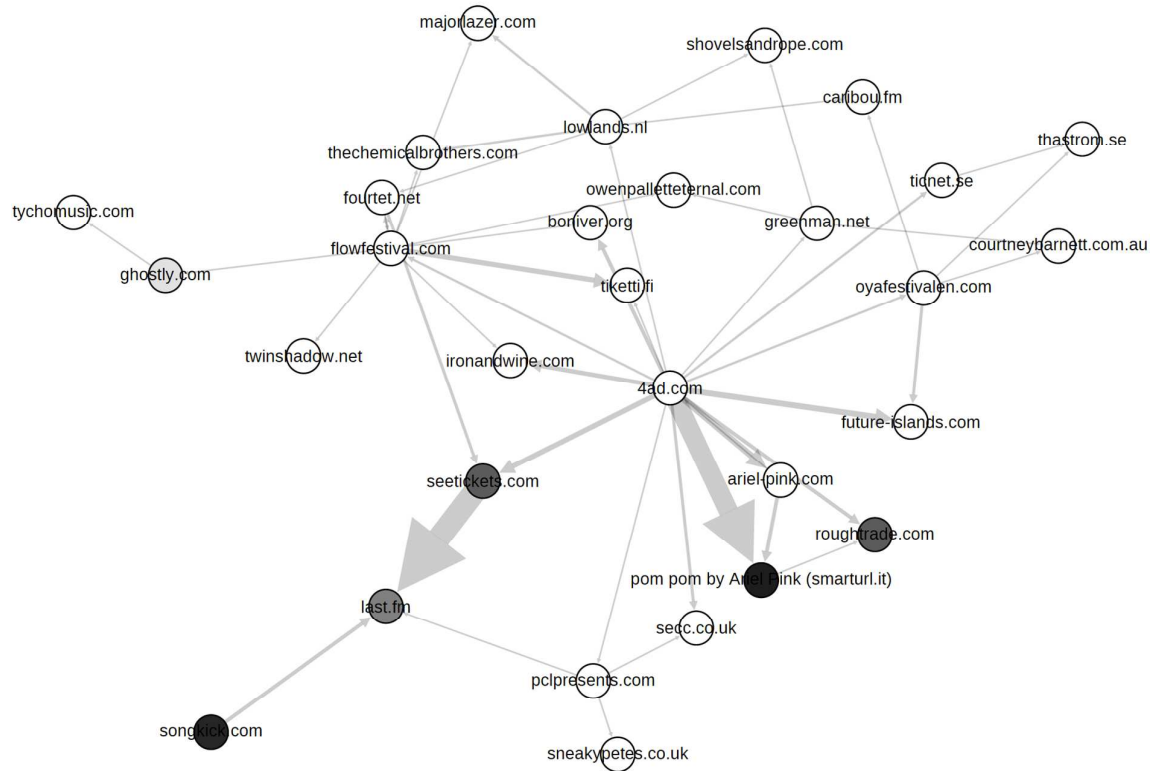 majorlazer.com
shovelsandrope.com
caribou.fm
lowlands.nl
thastrom.se
thechemicalbrothers.com
ticnet.se
owenpalletteternal.com
fourtet.net
tychomusic.com
boniver.org
greenman.net
courtneybarnett.com.au
flowfestival.com
ghostly.com
tiketti.fi
oyafestivalen.com
twinshadow.net
ironandwine.com
4ad.com
future-islands.com
seetickets.com
ariel-pink.com
roughtrade.com
pom pom by Ariel Pink (smarturl.it)
last.fm
secc.co.uk
pclpresents.com
songkick.com
sneakypetes.co.uk